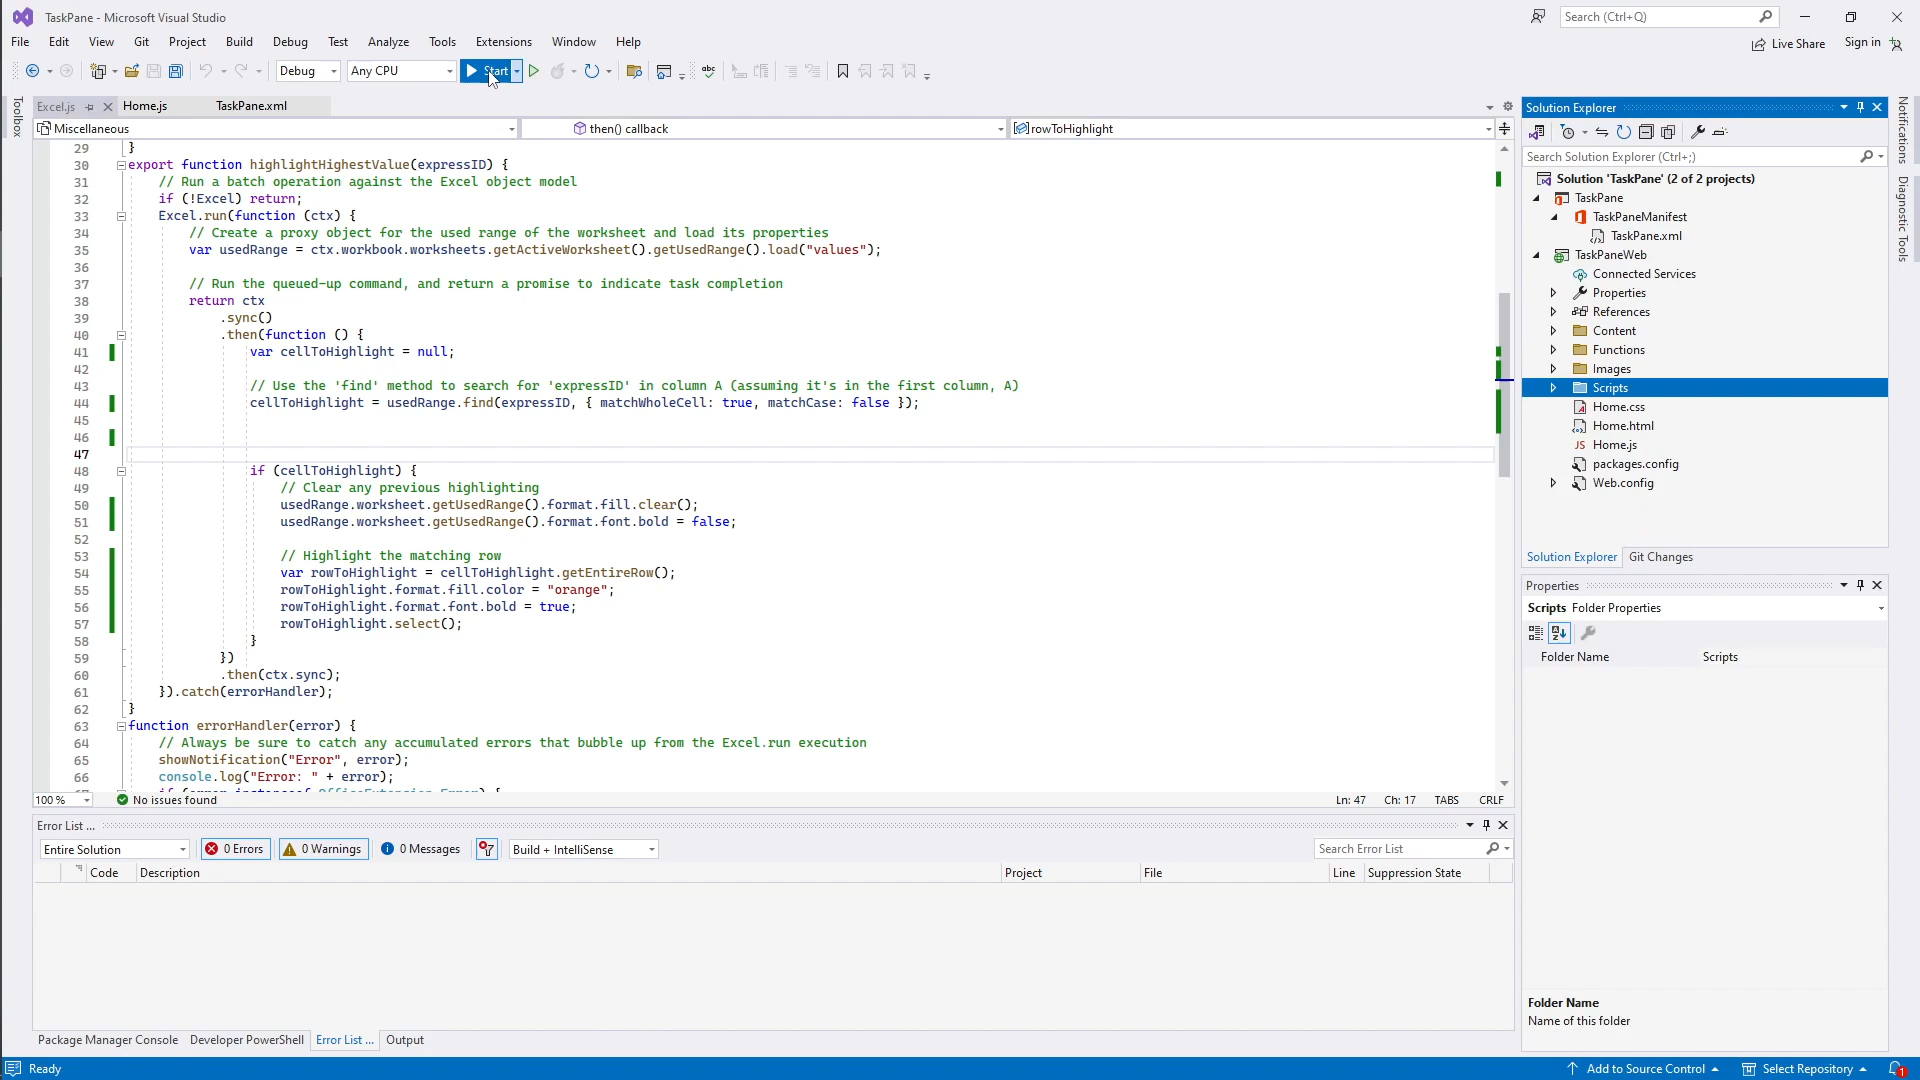 TaskPane - Microsoft Visual Studio
Search (Ctrl+Q)
File Edit View Git Project Build Debug Test Analyze Tools Extensions Window Help
Live Share Sign in
Debug Any CPU Start
Toolbox
Excel.js Home.js TaskPane.xml
Miscellaneous then() callback rowToHighlight
29 }
30 export function highlightHighestValue(expressID) {
31 // Run a batch operation against the Excel object model
32 if (!Excel) return;
33 Excel.run(function (ctx) {
34 // Create a proxy object for the used range of the worksheet and load its properties
35 var usedRange = ctx.workbook.worksheets.getActiveWorksheet().getUsedRange().load("values");
36
37 // Run the queued-up command, and return a promise to indicate task completion
38 return ctx
39 .sync()
40 .then(function () {
41 var cellToHighlight = null;
42
43 // Use the 'find' method to search for 'expressID' in column A (assuming it's in the first column, A)
44 cellToHighlight = usedRange.find(expressID, { matchWholeCell: true, matchCase: false });
45
46
47
48 if (cellToHighlight) {
49 // Clear any previous highlighting
50 usedRange.worksheet.getUsedRange().format.fill.clear();
51 usedRange.worksheet.getUsedRange().format.font.bold = false;
52
53 // Highlight the matching row
54 var rowToHighlight = cellToHighlight.getEntireRow();
55 rowToHighlight.format.fill.color = "orange";
56 rowToHighlight.format.font.bold = true;
57 rowToHighlight.select();
58 }
59 })
60 .then(ctx.sync);
61 }).catch(errorHandler);
62 }
63 function errorHandler(error) {
64 // Always be sure to catch any accumulated errors that bubble up from the Excel.run execution
65 showNotification("Error", error);
66 console.log("Error: " + error);
100 % No issues found Ln: 47 Ch: 17 TABS CRLF
Error List ...
Entire Solution 0 Errors 0 Warnings 0 Messages Build + IntelliSense Search Error List
Code Description Project File Line Suppression State
Package Manager Console Developer PowerShell Error List ... Output
Ready Add to Source Control Select Repository 1
Solution Explorer
Search Solution Explorer (Ctrl+;)
Solution 'TaskPane' (2 of 2 projects)
TaskPane
TaskPaneManifest
TaskPane.xml
TaskPaneWeb
Connected Services
Properties
References
Content
Functions
Images
Scripts
Home.css
Home.html
JS Home.js
packages.config
Web.config
Solution Explorer Git Changes
Properties
Scripts Folder Properties
Folder Name Scripts
Folder Name
Name of this folder
Notifications
Diagnostic Tools